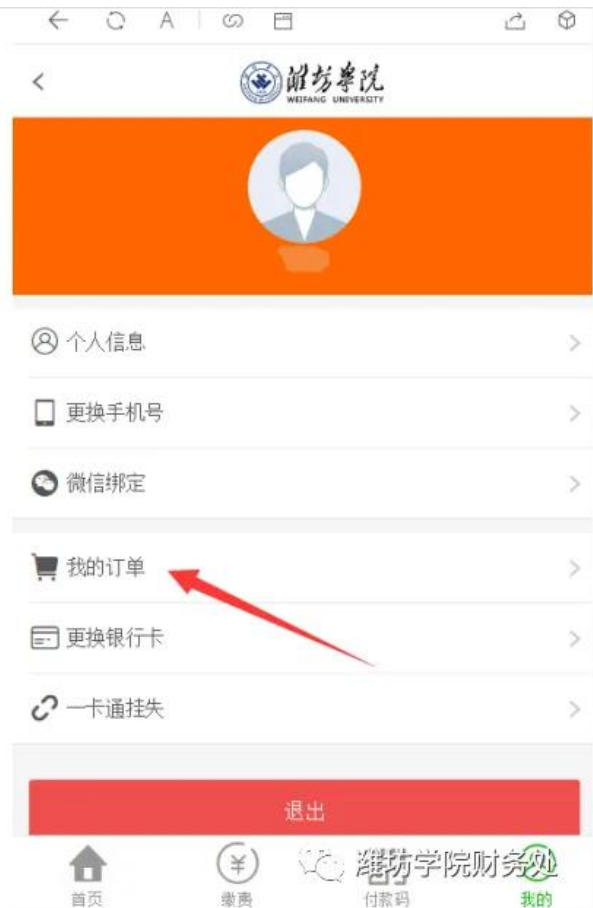 A
潍坊学院
WEIFANG UNIVERSITY
个人信息
更换手机号
微信绑定
我的订单
更换银行卡
一卡通挂失
退出
潍坊学院财务处
首页
缴费
付款码
我的